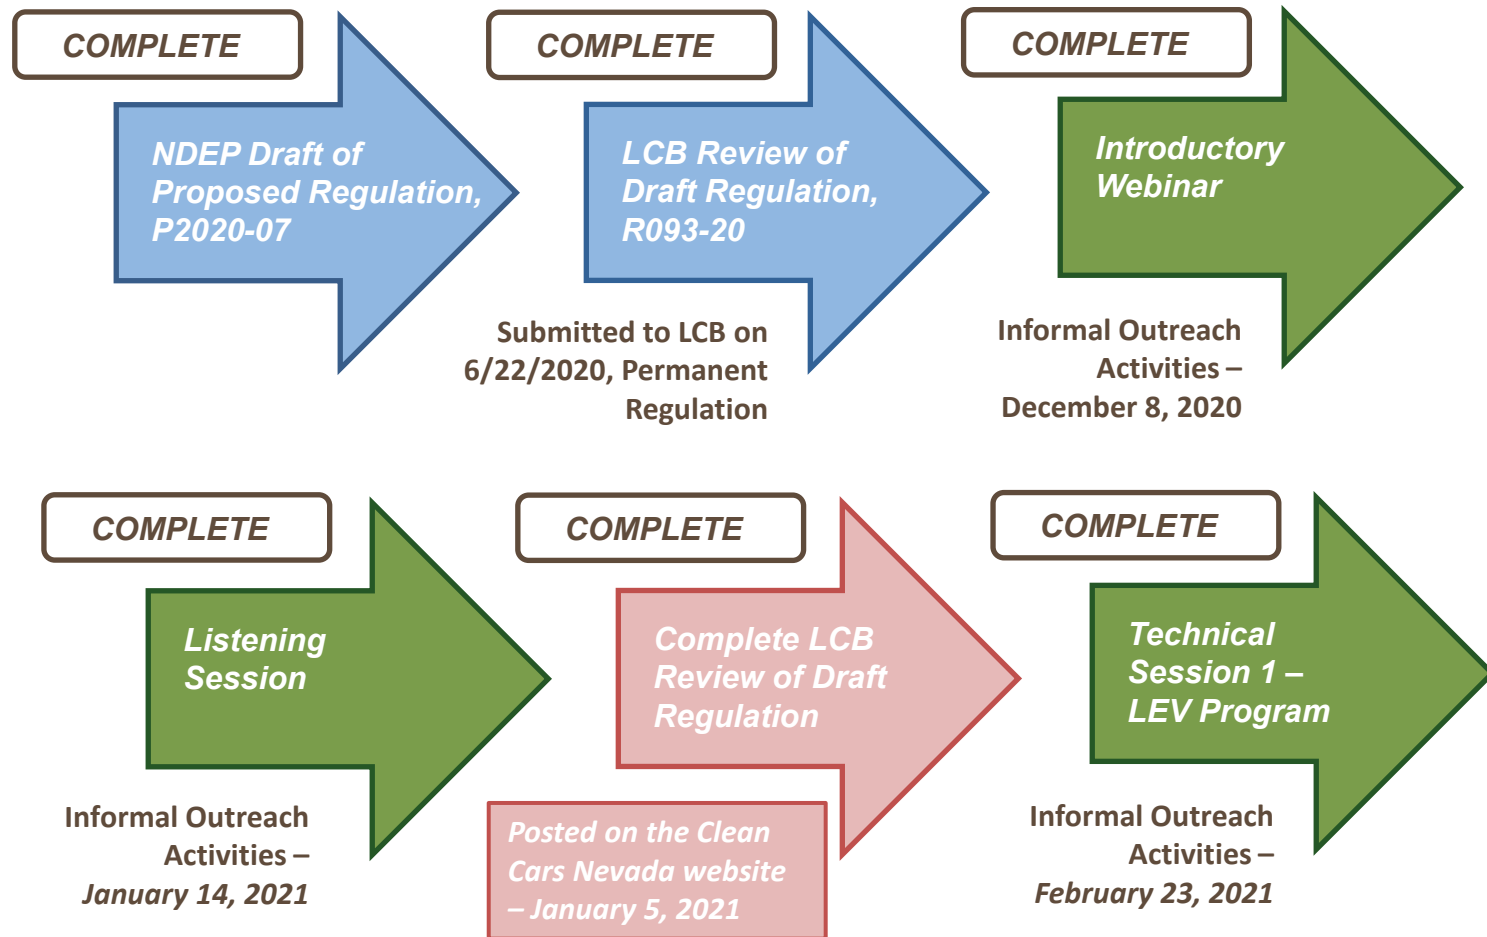 COMPLETE
NDEP Draft of
Proposed Regulation,
P2020-07
COMPLETE
LCB Review of
Draft Regulation,
R093-20
Submitted to LCB on
6/22/2020, Permanent
Regulation
COMPLETE
Introductory
Webinar
Informal Outreach
Activities –
December 8, 2020
COMPLETE
Listening
Session
Informal Outreach
Activities –
January 14, 2021
COMPLETE
Complete LCB
Review of Draft
Regulation
Posted on the Clean
Cars Nevada website
– January 5, 2021
COMPLETE
Technical
Session 1 –
LEV Program
Informal Outreach
Activities –
February 23, 2021